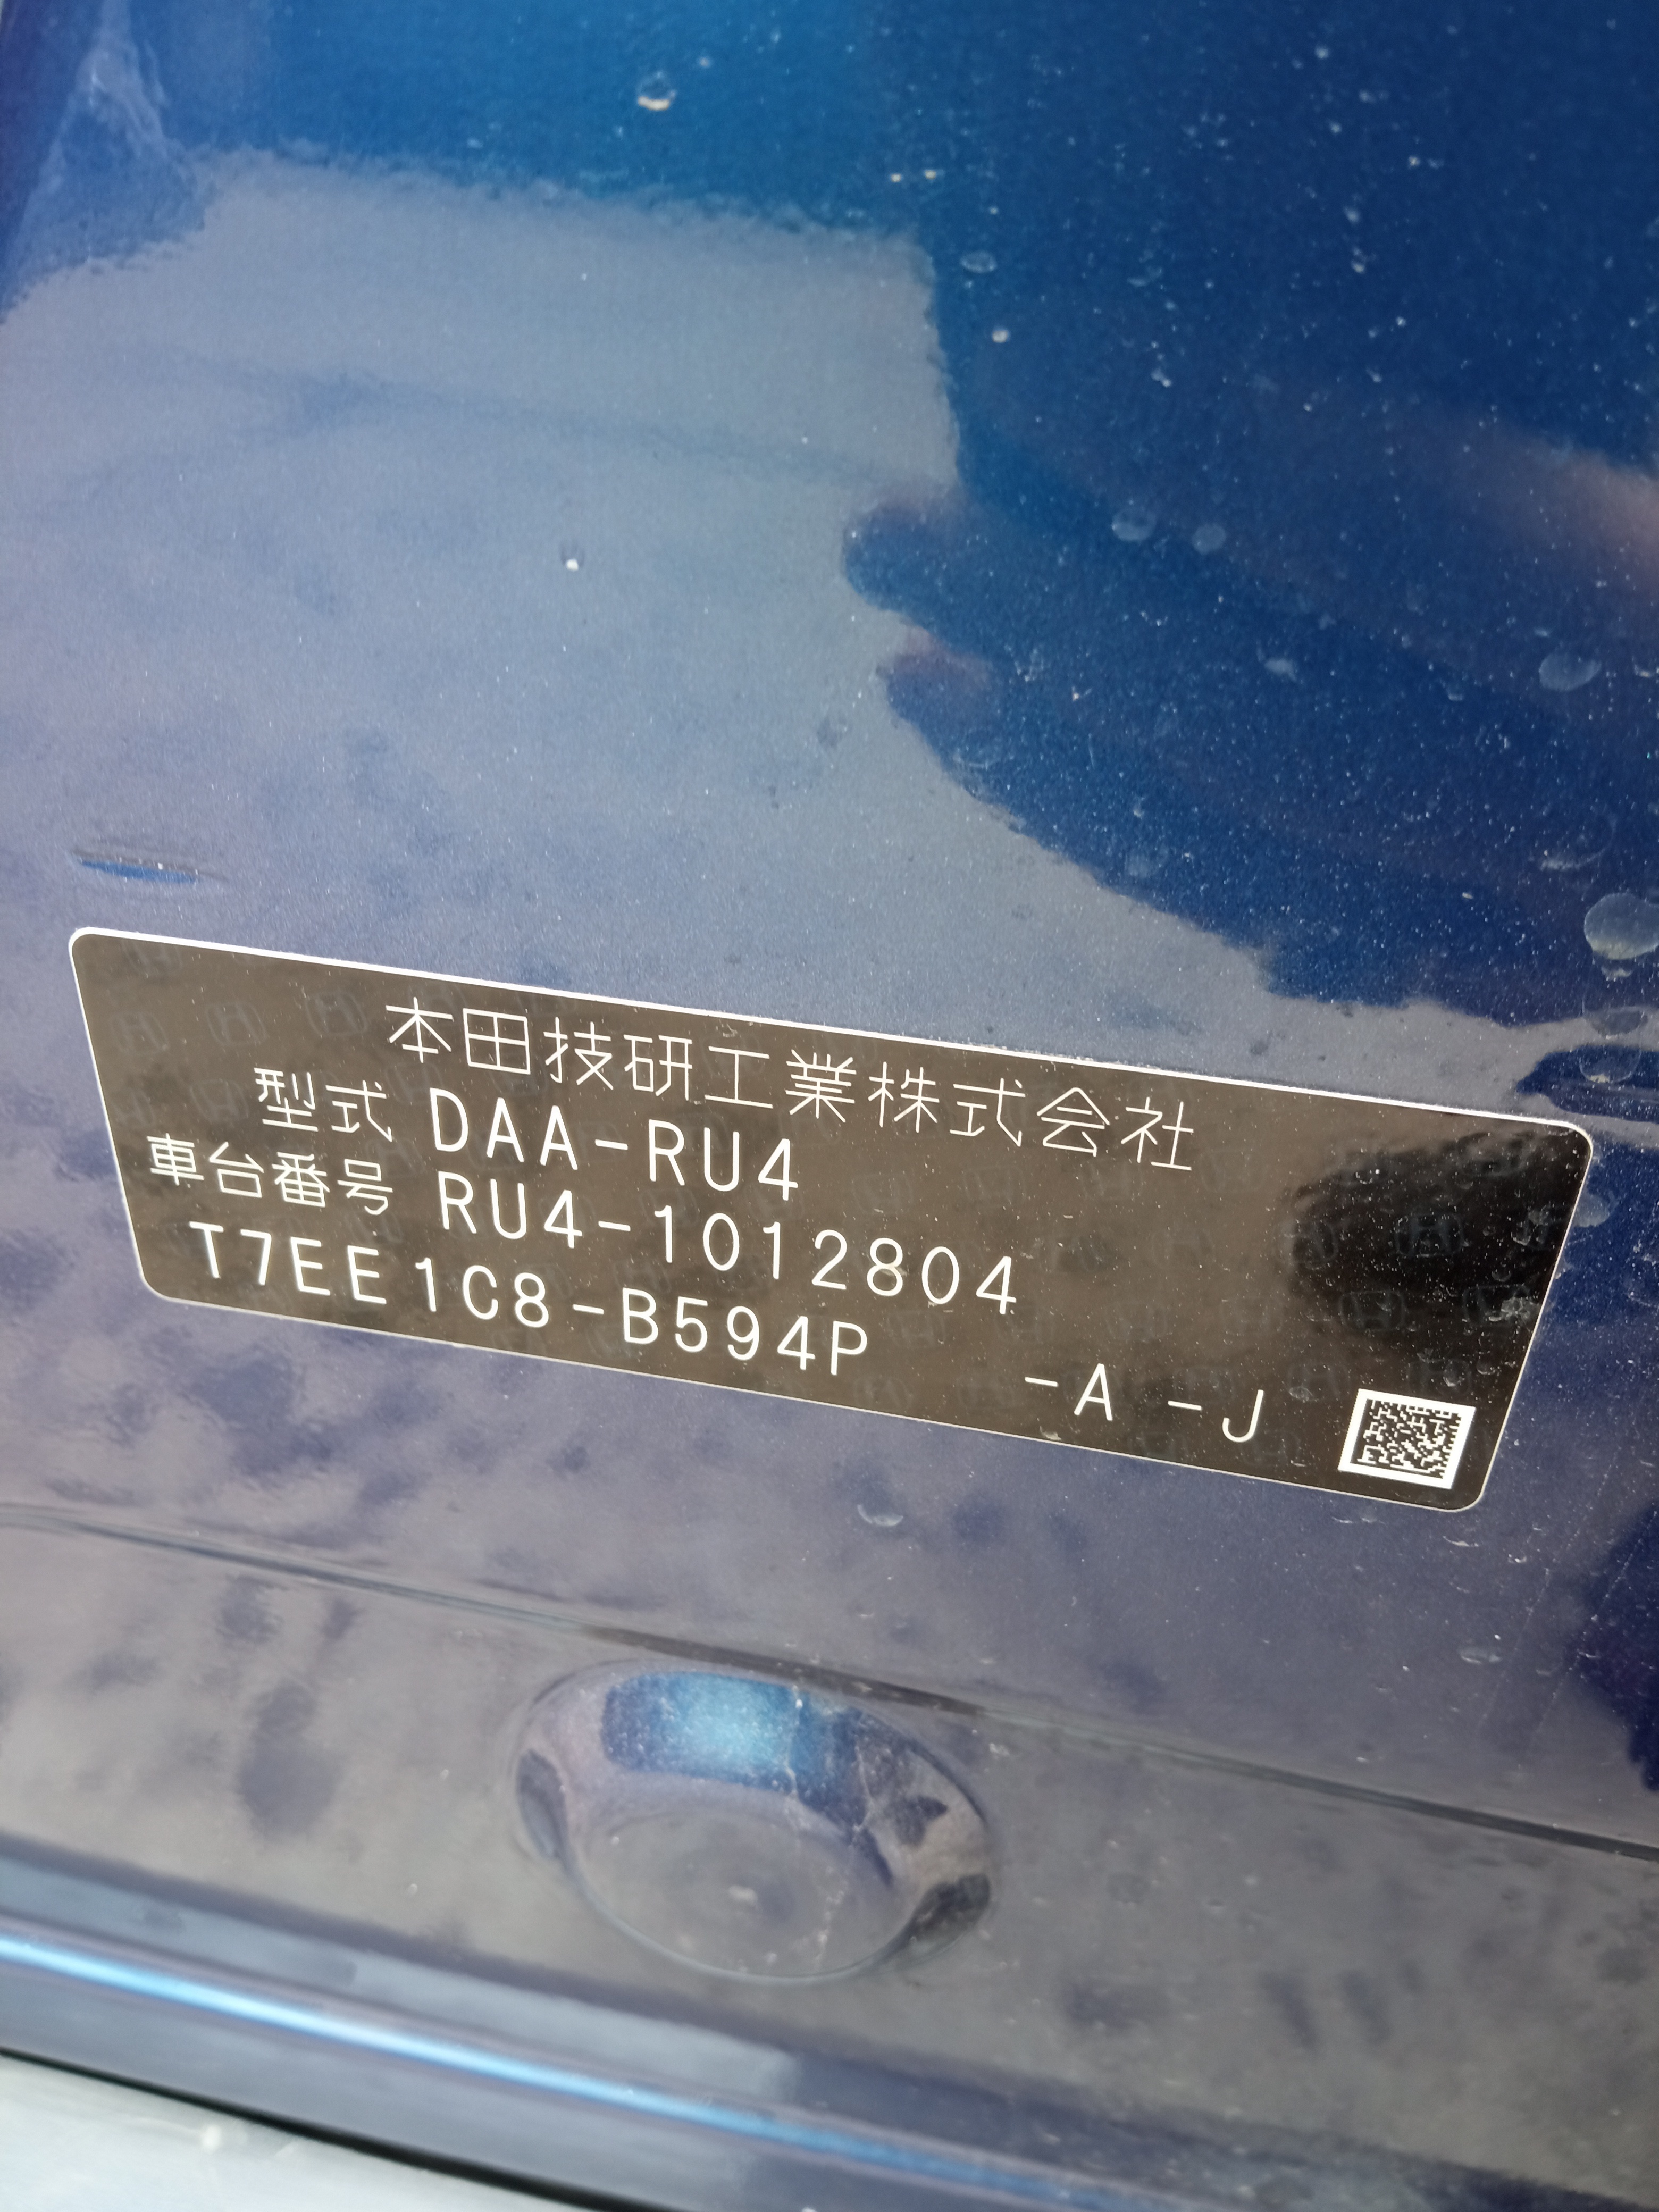 本田技研工業株式会社
型式 DAA-RU4
車台番号 RU4-1012804
T7EE1C8-B594P -A -J